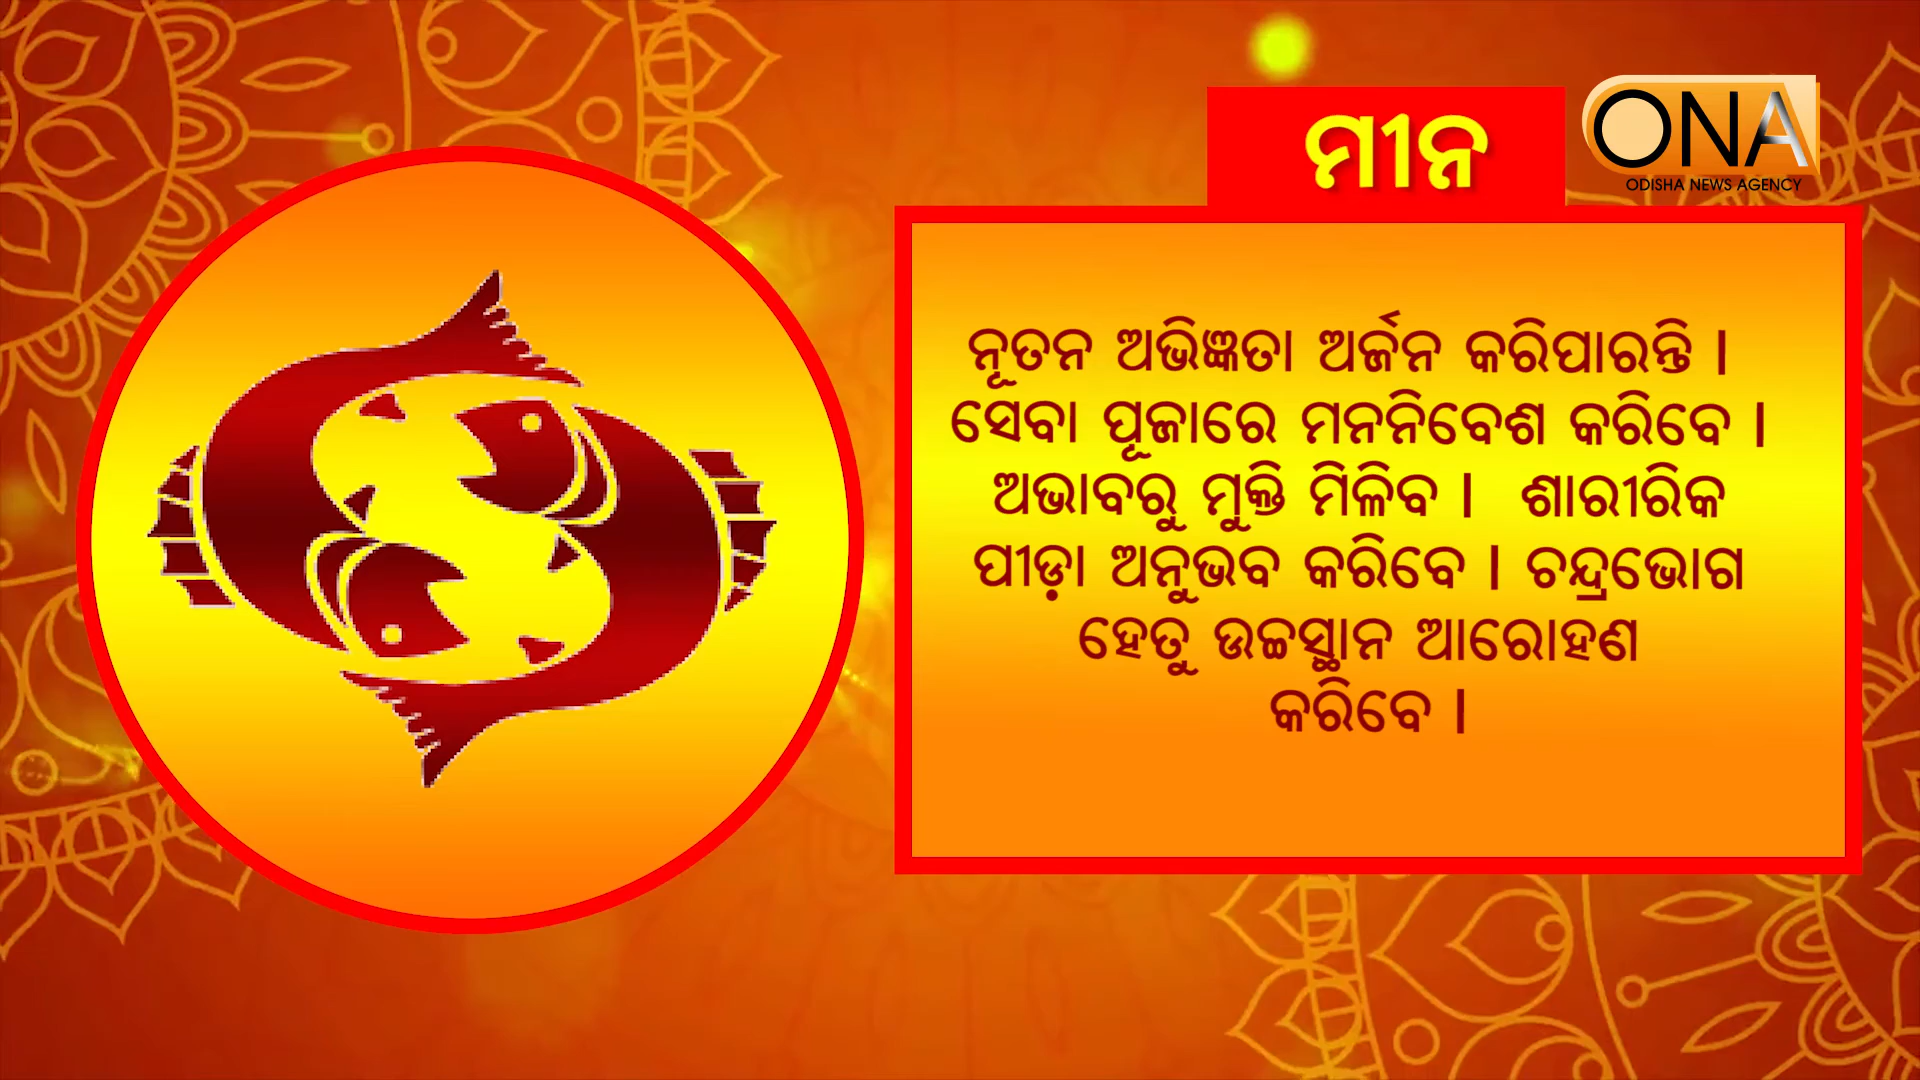 ମୀନ
ONA
ODISHA NEWS AGENCY
ନୂତନ ଅଭିଜ୍ଞତା ଅର୍ଜନ କରିପାରନ୍ତି ।
ସେବା ପୂଜାରେ ମନନିବେଶ କରିବେ ।
ଅଭାବରୁ ମୁକ୍ତି ମିଳିବ । ଶାରୀରିକ
ପୀଡ଼ା ଅନୁଭବ କରିବେ । ଚନ୍ଦ୍ରଭୋଗ
ହେତୁ ଉଚ୍ଚସ୍ଥାନ ଆରୋହଣ
କରିବେ ।